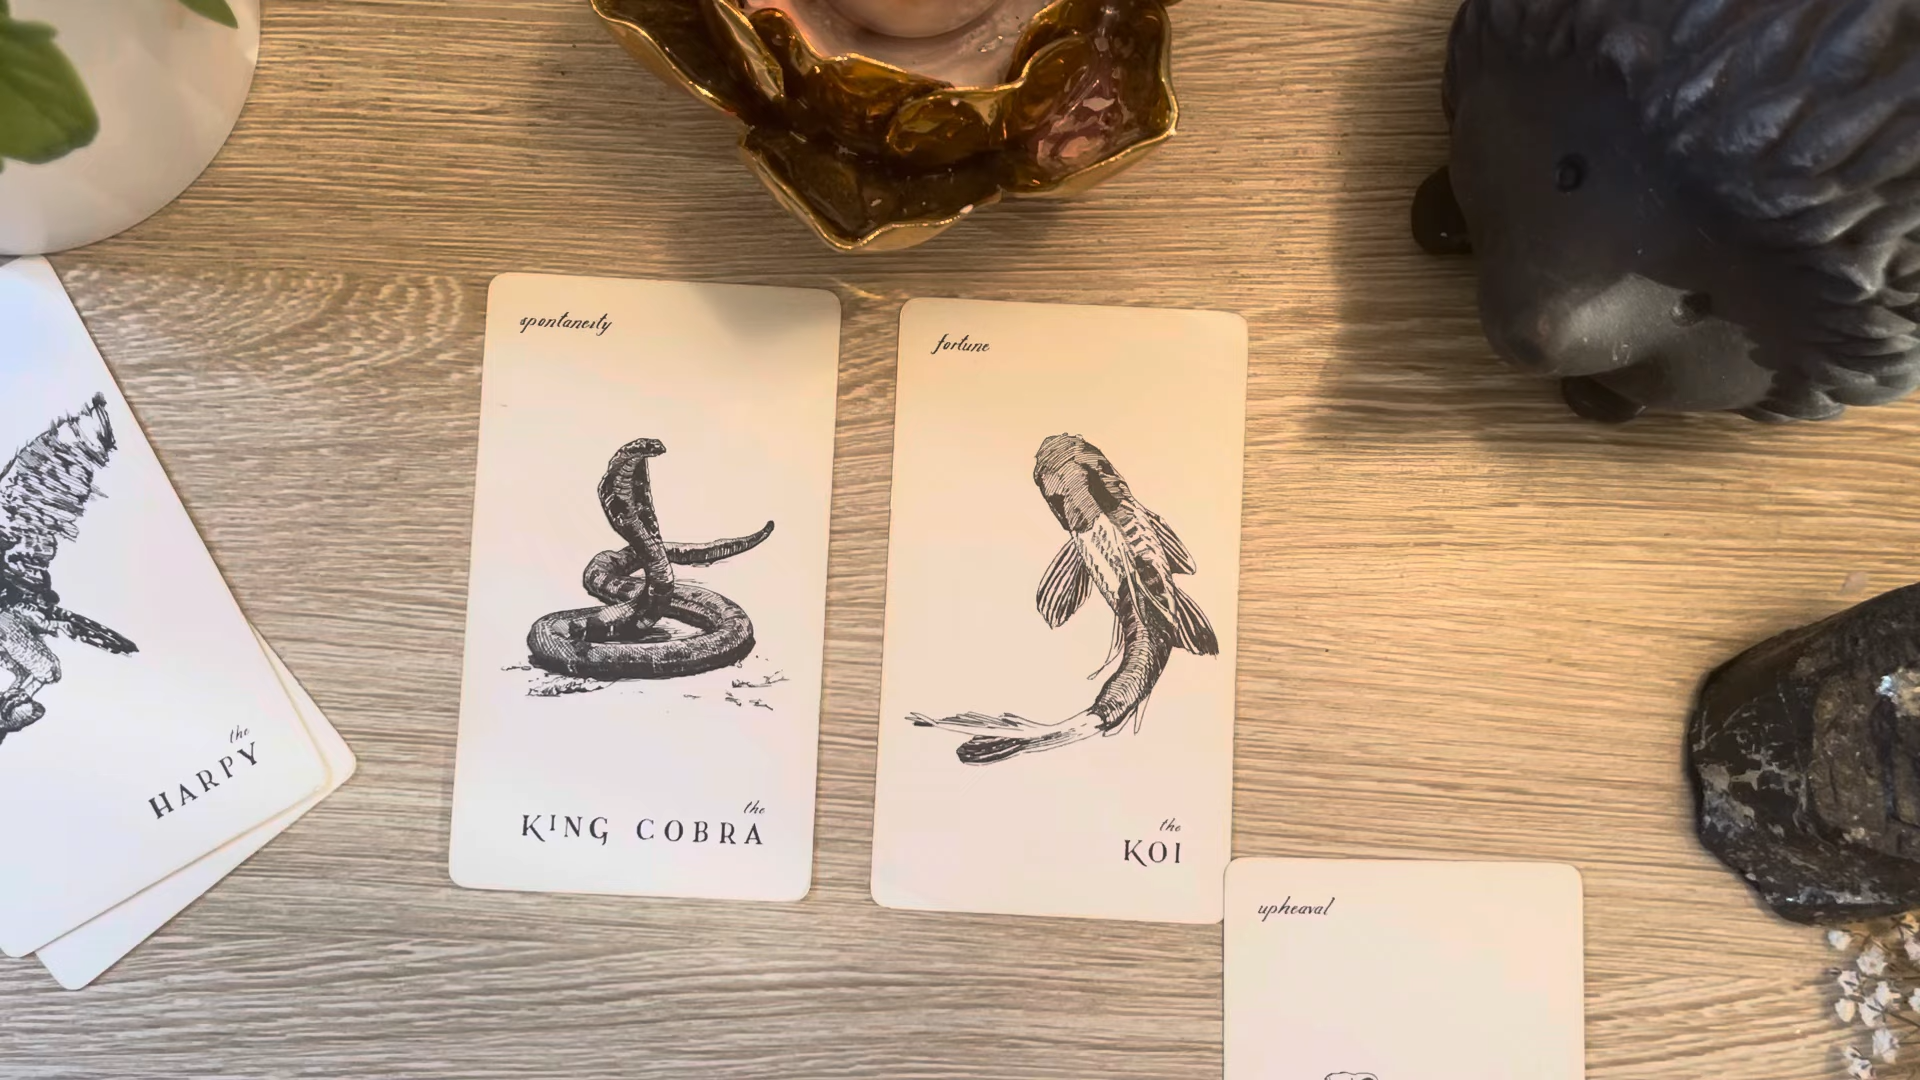 spontaneity
the
KING COBRA
fortune
the
KOI
the
HARPY
upheaval